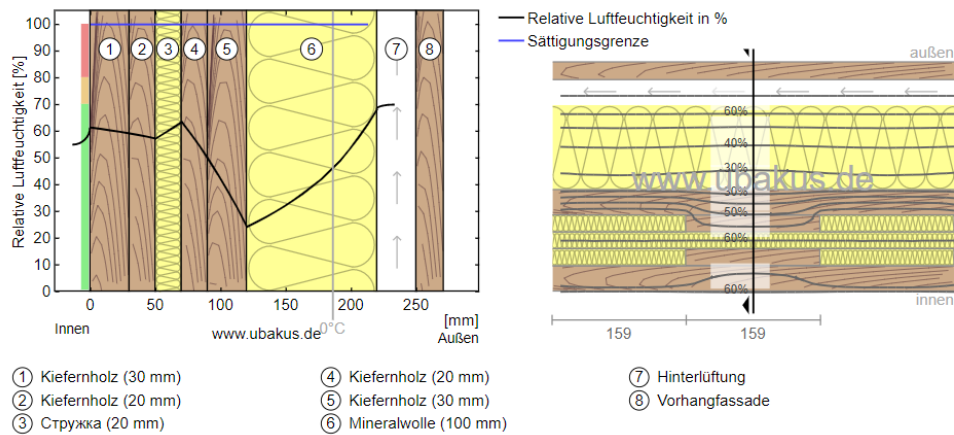 Relative Luftfeuchtigkeit [%]
100
90
80
70
60
50
40
30
20
10
0
1
2
3
4
5
6
7
8
0
50
100
150
200
250
[mm]
Innen
www.ubakus.de
0°C
Außen
Relative Luftfeuchtigkeit in %
Sättigungsgrenze
außen
60%
60%
40%
30%
www.ubakus.de
30%
50%
60%
60%
innen
159
159
1 Kiefernholz (30 mm)
2 Kiefernholz (20 mm)
3 Стружка (20 mm)
4 Kiefernholz (20 mm)
5 Kiefernholz (30 mm)
6 Mineralwolle (100 mm)
7 Hinterlüftung
8 Vorhangfassade